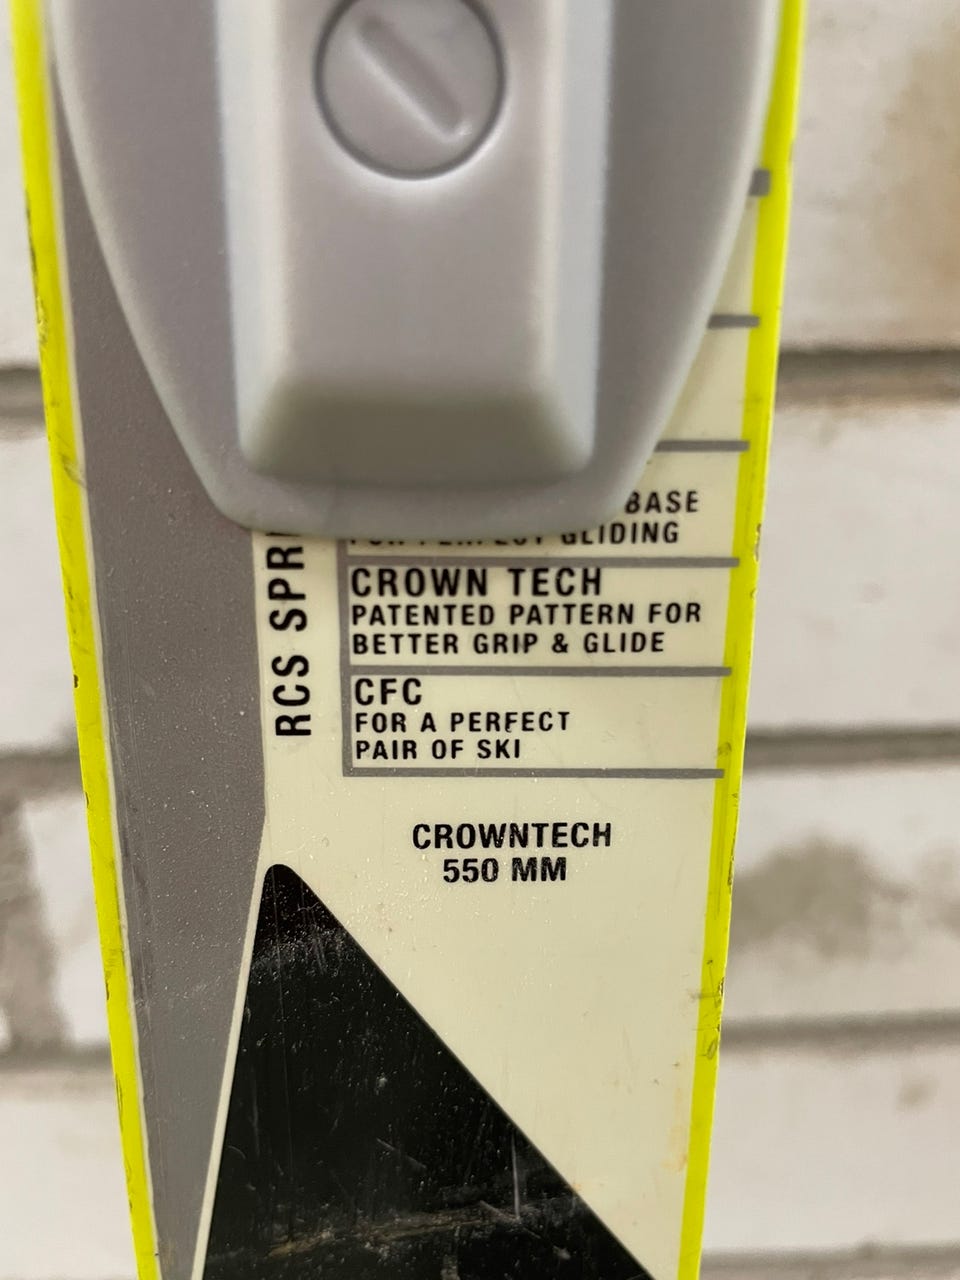 RCS
BASE
GLIDING
CROWN TECH
PATENTED PATTERN FOR
BETTER GRIP & GLIDE
CFC
FOR A PERFECT
PAIR OF SKI
CROWNTECH
550 MM